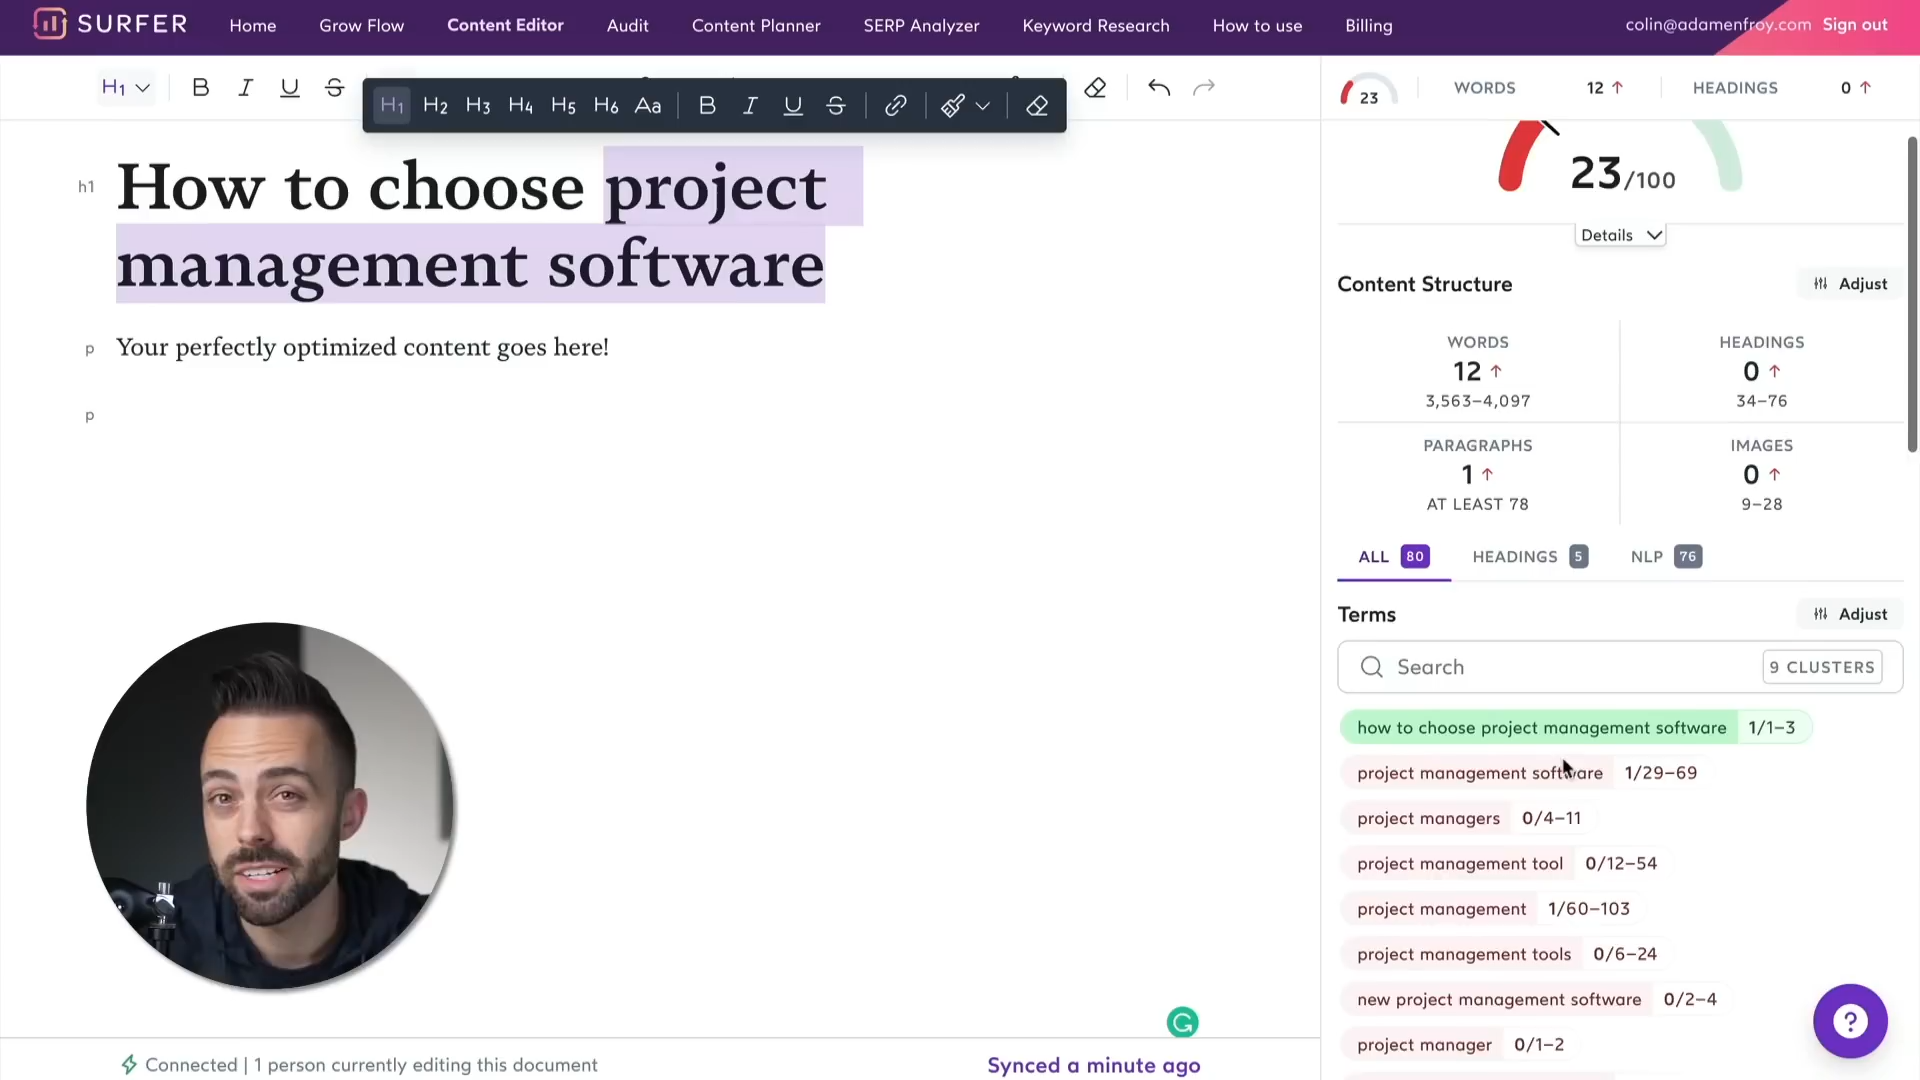 SURFER Home Grow Flow Content Editor Audit Content Planner SERP Analyzer Keyword Research How to use Billing colin@adamenfroy.com Sign out
H1 B I U S
H1 H2 H3 H4 H5 H6 Aa B I U S
23 WORDS 12 ↑ HEADINGS 0 ↑
h1 How to choose project
management software
p Your perfectly optimized content goes here!
p
23/100
Details
Content Structure Adjust
WORDS HEADINGS
12 ↑ 0 ↑
3,563–4,097 34–76
PARAGRAPHS IMAGES
1 ↑ 0 ↑
AT LEAST 78 9–28
ALL 80 HEADINGS 5 NLP 76
Terms Adjust
Search 9 CLUSTERS
how to choose project management software 1/1–3
project management software 1/29–69
project managers 0/4–11
project management tool 0/12–54
project management 1/60–103
project management tools 0/6–24
new project management software 0/2–4
project manager 0/1–2
?
Connected | 1 person currently editing this document Synced a minute ago